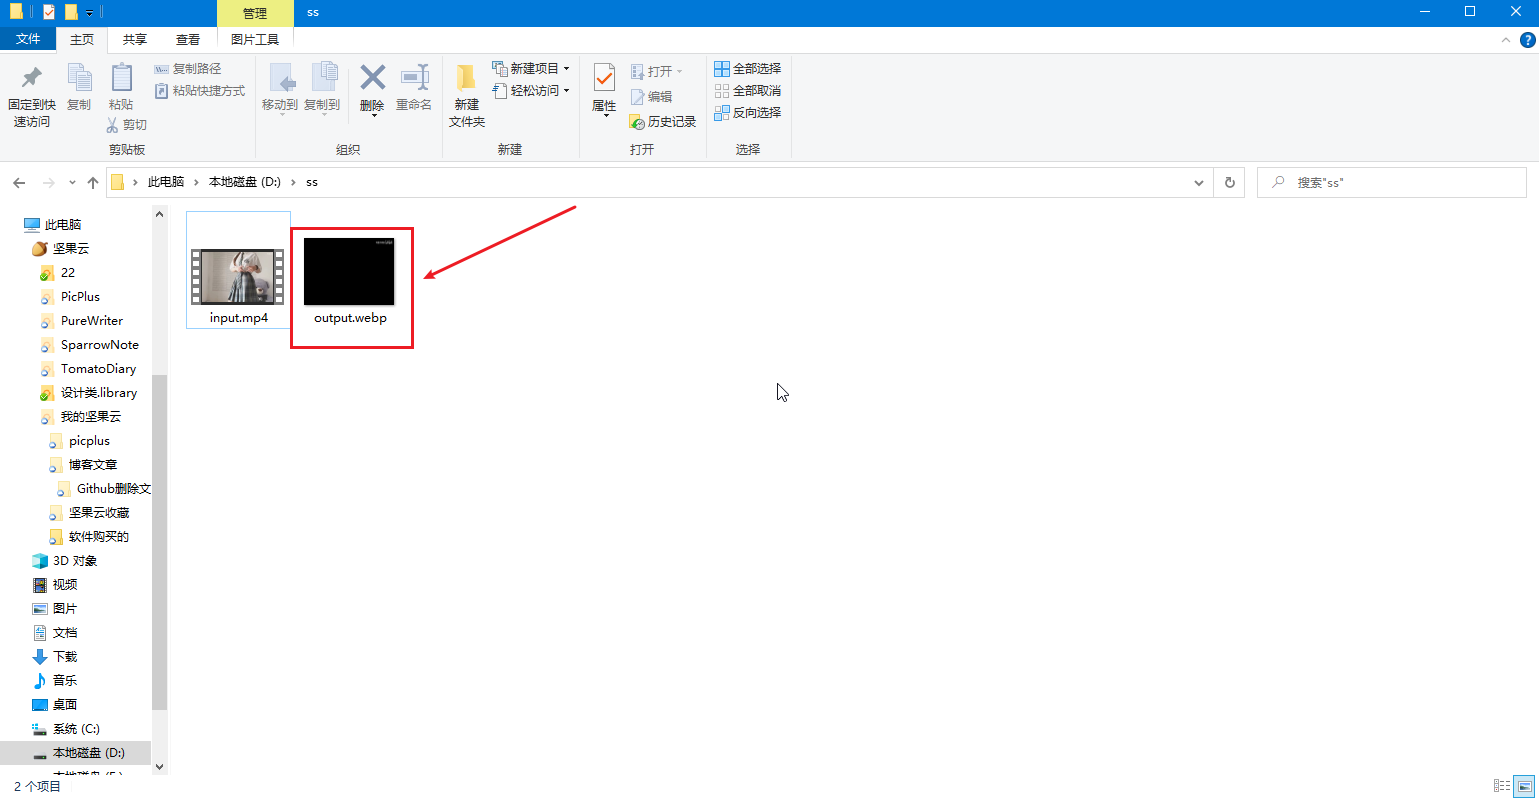 管理
ss
文件
主页
共享
查看
图片工具
固定到快
速访问
复制
粘贴
复制路径
粘贴快捷方式
剪切
剪贴板
移动到
复制到
删除
重命名
组织
新建
文件夹
新建项目
轻松访问
新建
属性
打开
编辑
历史记录
打开
全部选择
全部取消
反向选择
选择
此电脑
本地磁盘 (D:)
ss
搜索"ss"
此电脑
坚果云
22
PicPlus
PureWriter
SparrowNote
TomatoDiary
设计类.library
我的坚果云
picplus
博客文章
Github删除文
坚果云收藏
软件购买的
3D 对象
视频
图片
文档
下载
音乐
桌面
系统 (C:)
本地磁盘 (D:)
input.mp4
output.webp
2 个项目